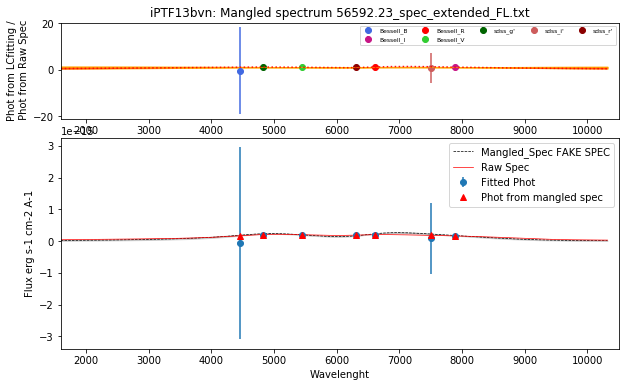 iPTF13bvn: Mangled spectrum 56592.23_spec_extended_FL.txt
Phot from LCfitting /
Phot from Raw Spec
20
0
−20
Bessell_B
Bessell_R
sdss_g'
sdss_i'
sdss_r'
Bessell_I
Bessell_V
2000 3000 4000 5000 6000 7000 8000 9000 10000
1e−15
Flux erg s-1 cm-2 A-1
3
2
1
0
−1
−2
−3
Mangled_Spec FAKE SPEC
Raw Spec
Fitted Phot
Phot from mangled spec
2000 3000 4000 5000 6000 7000 8000 9000 10000
Wavelenght